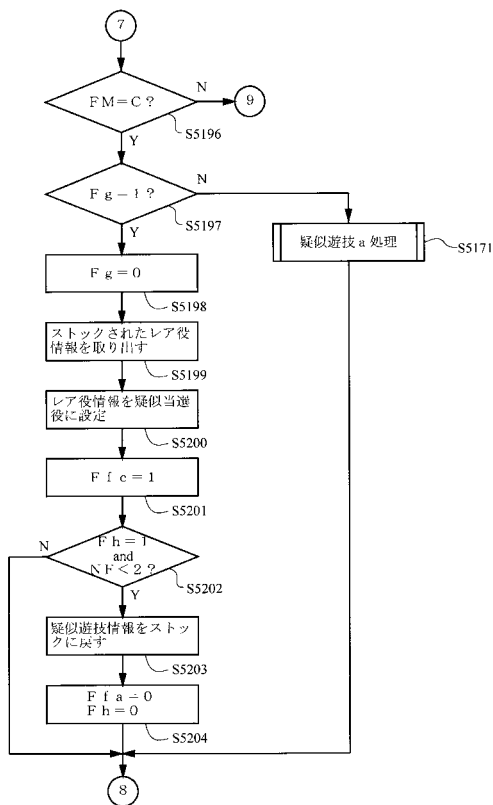 7
FM=C?
N
9
S5196
Y
Fg=1?
N
S5197
Y
疑似遊技a処理
S5171
Fg=0
S5198
ストックされたレア役
情報を取り出す
S5199
レア役情報を疑似当選
役に設定
S5200
Ffc=1
S5201
N
Fh=1
and
NF<2?
S5202
Y
疑似遊技情報をストッ
クに戻す
S5203
Ffa=0
Fh=0
S5204
8